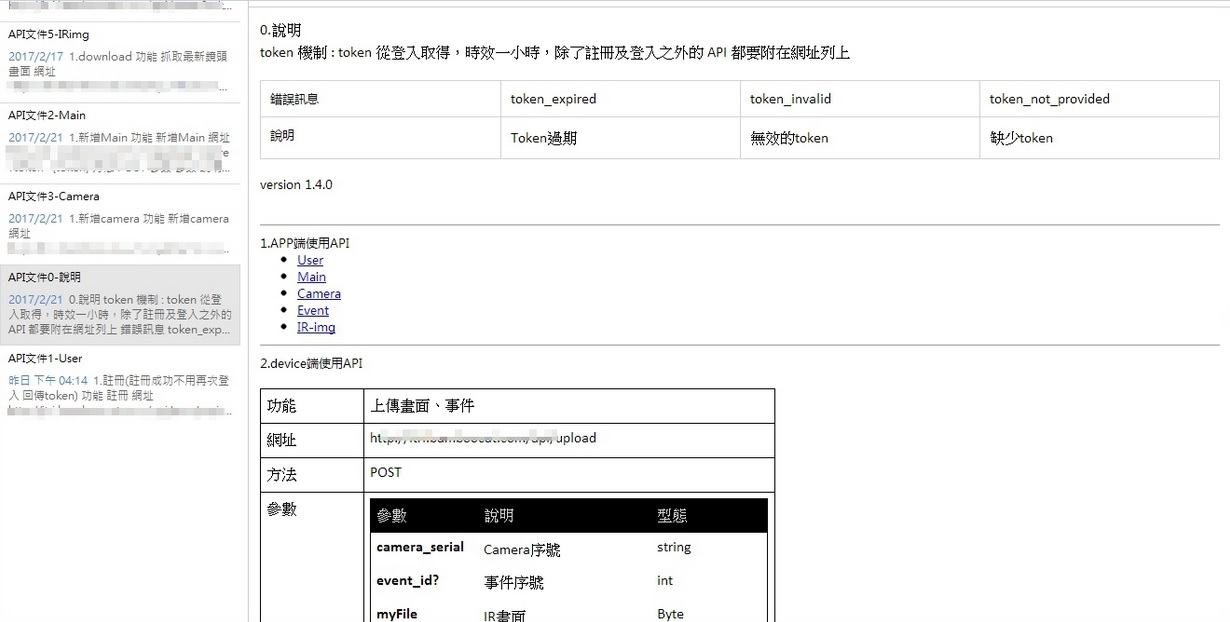 API文件5-IRimg
2017/2/17 1.download 功能 抓取最新鏡頭
畫面 網址
API文件2-Main
2017/2/21 1.新增Main 功能 新增Main 網址
API文件3-Camera
2017/2/21 1.新增camera 功能 新增camera
網址
API文件0-說明
2017/2/21 0.說明 token 機制 : token 從登
入取得，時效一小時，除了註冊及登入之外的
API 都要附在網址列上 錯誤訊息 token_exp...
API文件1-User
昨日 下午 04:14 1.註冊(註冊成功不用再次登
入 回傳token) 功能 註冊 網址
0.說明
token 機制 : token 從登入取得，時效一小時，除了註冊及登入之外的 API 都要附在網址列上
錯誤訊息 token_expired token_invalid token_not_provided
說明 Token過期 無效的token 缺少token
version 1.4.0
1.APP端使用API
User
Main
Camera
Event
IR-img
2.device端使用API
功能 上傳畫面、事件
網址 upload
方法 POST
參數
參數 說明 型態
camera_serial Camera序號 string
event_id? 事件序號 int
myFile IR畫面 Byte